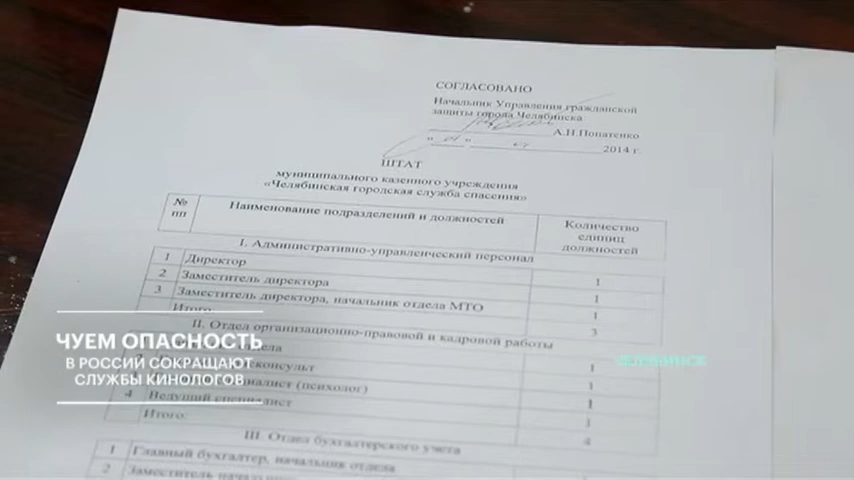 СОГЛАСОВАНО
Начальник Управления гражданской
защиты города Челябинска
А.Н.Попатенко
2014 г.
ШТАТ
муниципального казенного учреждения
«Челябинская городская служба спасения»
№ пп Наименование подразделений и должностей Количество единиц должностей
I. Административно-управленческий персонал
1 Директор 1
2 Заместитель директора 1
3 Заместитель директора, начальник отдела МТО 1
Итого: 3
II. Отдел организационно-правовой и кадровой работы
отдела 1
1
(психолог) 1
4 Ведущий специалист
Итого: 4
III. Отдел бухгалтерского учета
1 Главный бухгалтер, начальник отдела
2 Заместитель
ЧУЕМ ОПАСНОСТЬ
В РОССИИ СОКРАЩАЮТ
СЛУЖБЫ КИНОЛОГОВ
ЧЕЛЯБИНСК